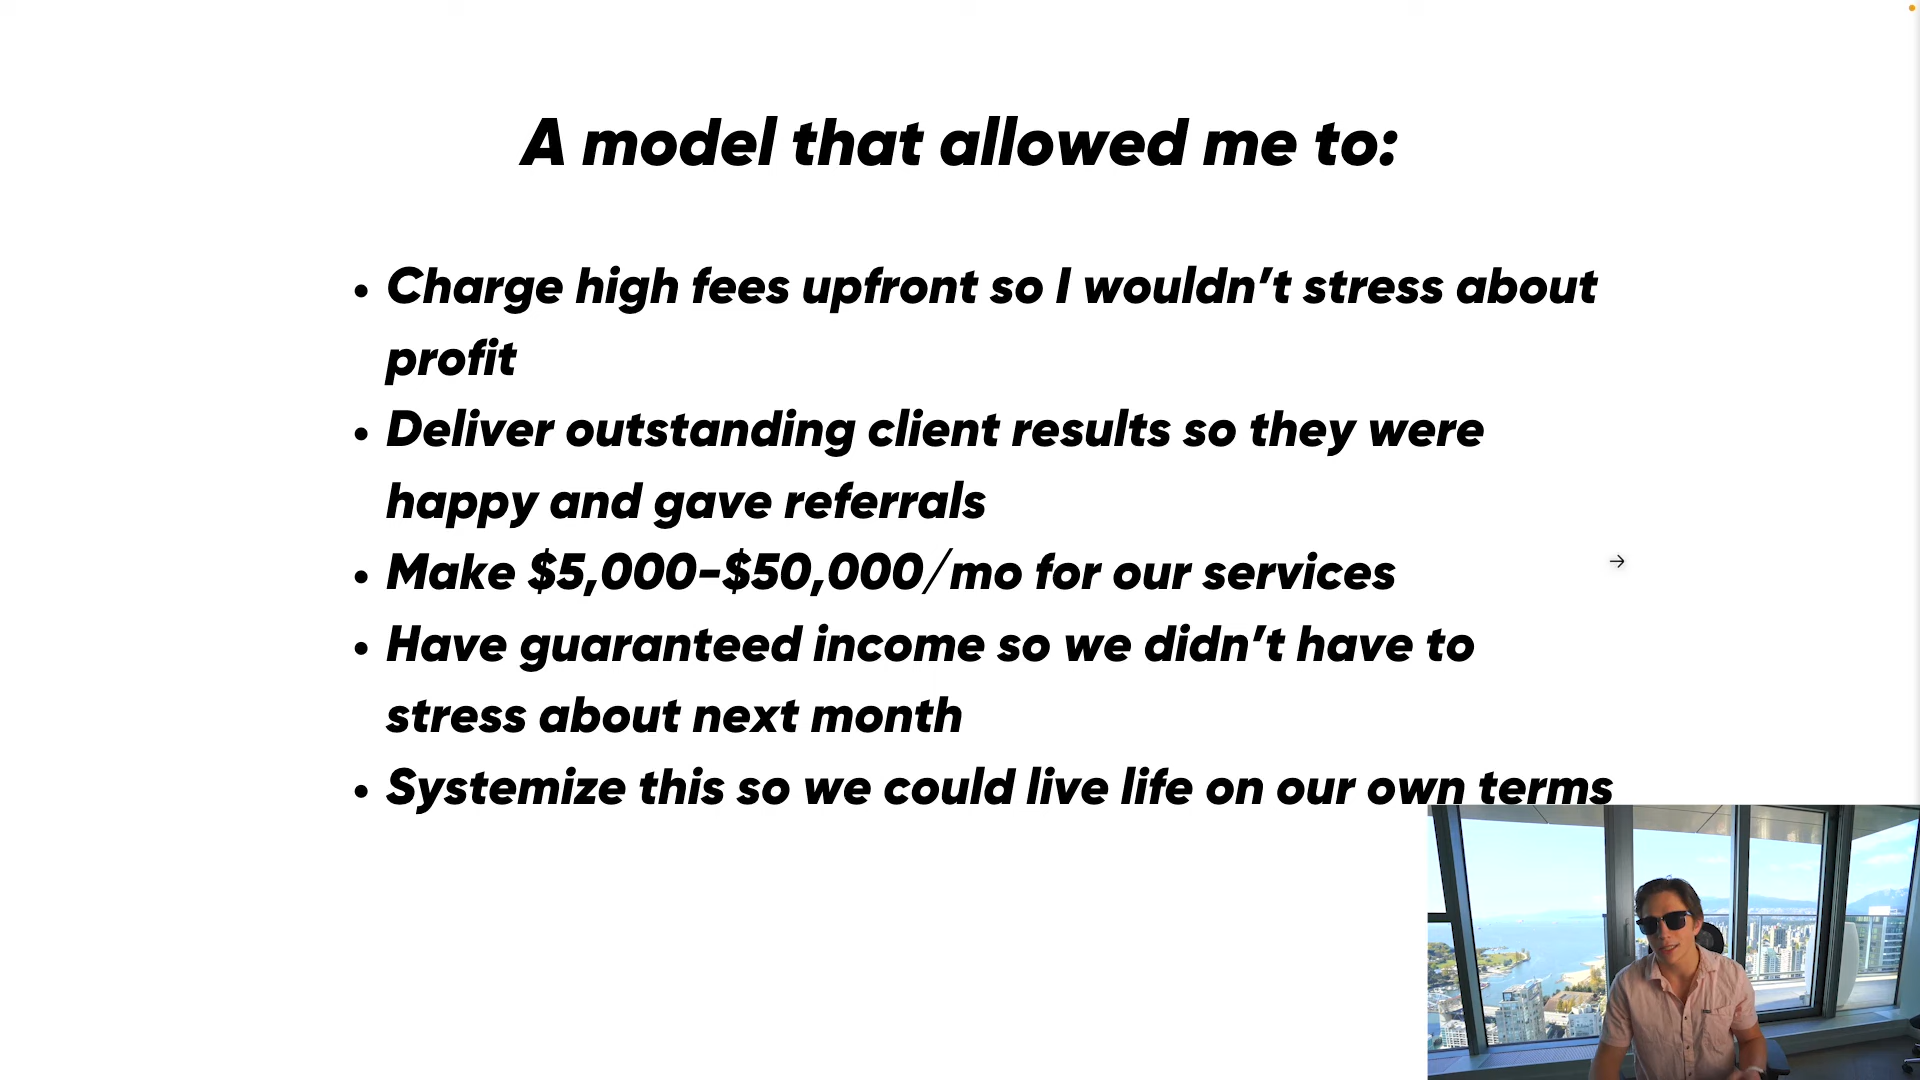 A model that allowed me to:
• Charge high fees upfront so I wouldn’t stress about
profit
• Deliver outstanding client results so they were
happy and gave referrals
• Make $5,000-$50,000/mo for our services
• Have guaranteed income so we didn’t have to
stress about next month
• Systemize this so we could live life on our own terms